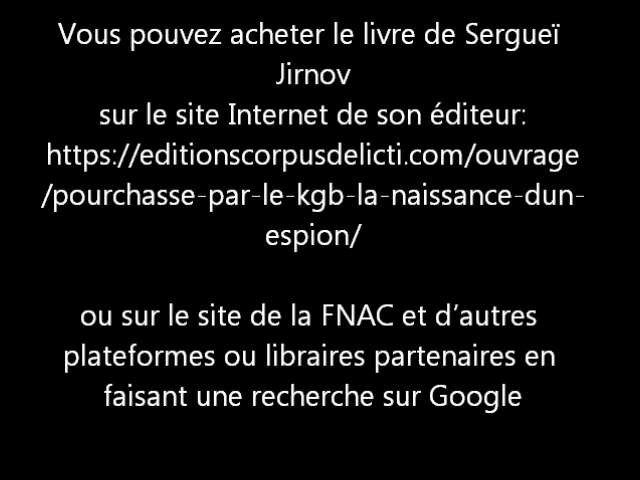 Vous pouvez acheter le livre de Sergueï
Jirnov
sur le site Internet de son éditeur:
https://editionscorpusdelicti.com/ouvrage
/pourchasse-par-le-kgb-la-naissance-dun-
espion/
ou sur le site de la FNAC et d’autres
plateformes ou libraires partenaires en
faisant une recherche sur Google